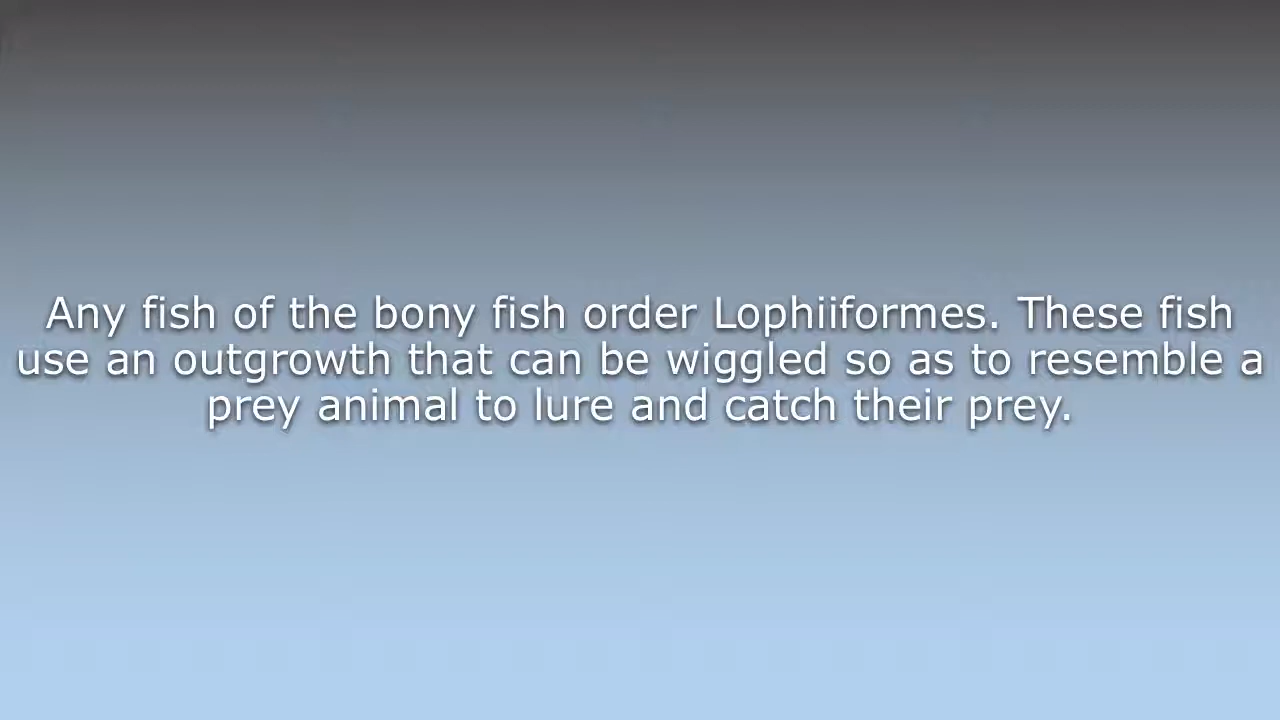 Any fish of the bony fish order Lophiiformes. These fish
use an outgrowth that can be wiggled so as to resemble a
prey animal to lure and catch their prey.